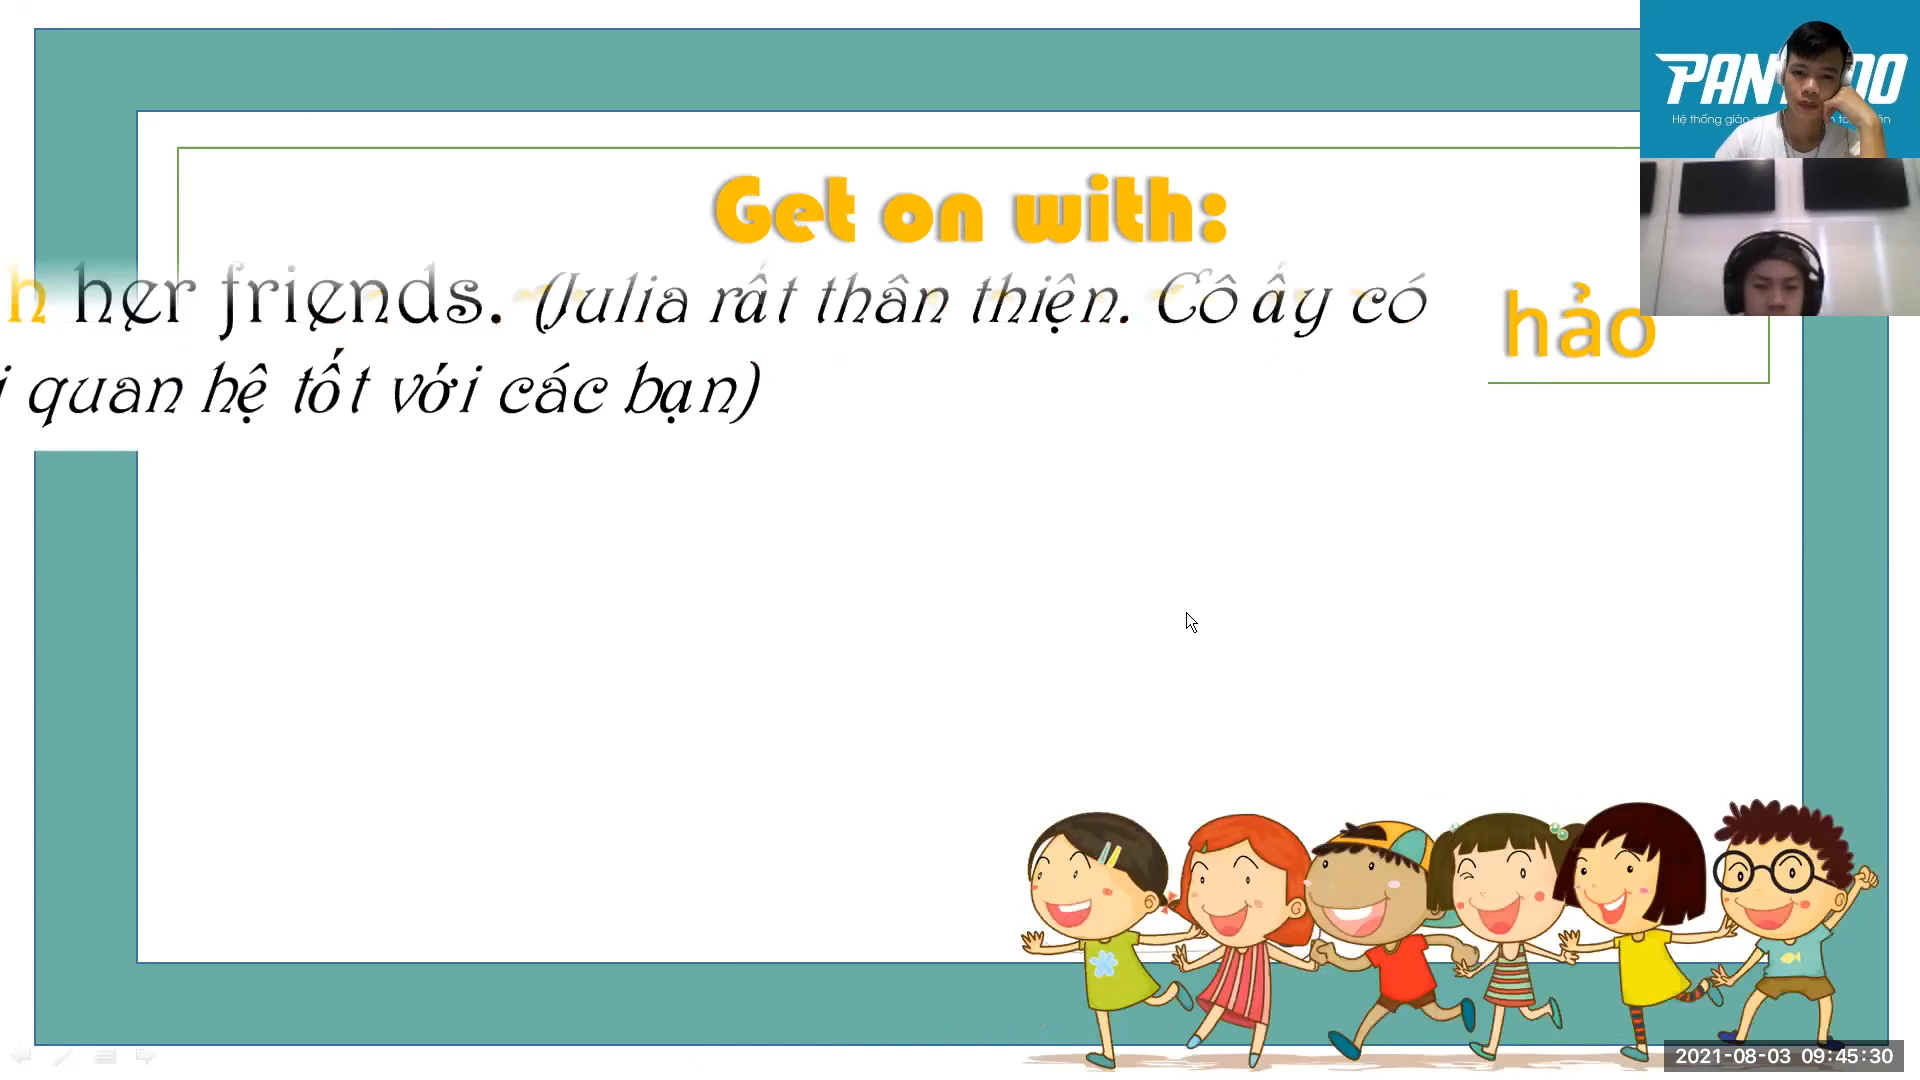 Get on with:
hảo
h her friends. (Julia rất thân thiện. Cô ấy có
i quan hệ tốt với các bạn)
2021-08-03 09:45:30